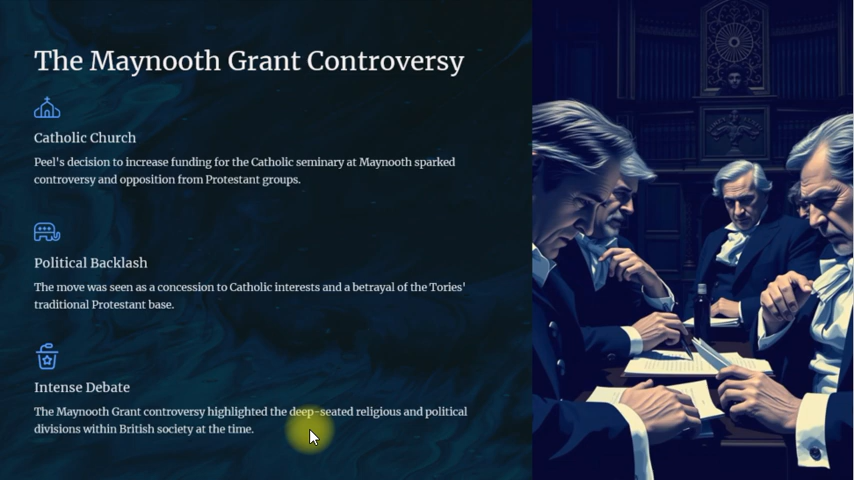 The Maynooth Grant Controversy
Catholic Church
Peel's decision to increase funding for the Catholic seminary at Maynooth sparked
controversy and opposition from Protestant groups.
Political Backlash
The move was seen as a concession to Catholic interests and a betrayal of the Tories'
traditional Protestant base.
Intense Debate
The Maynooth Grant controversy highlighted the deep-seated religious and political
divisions within British society at the time.